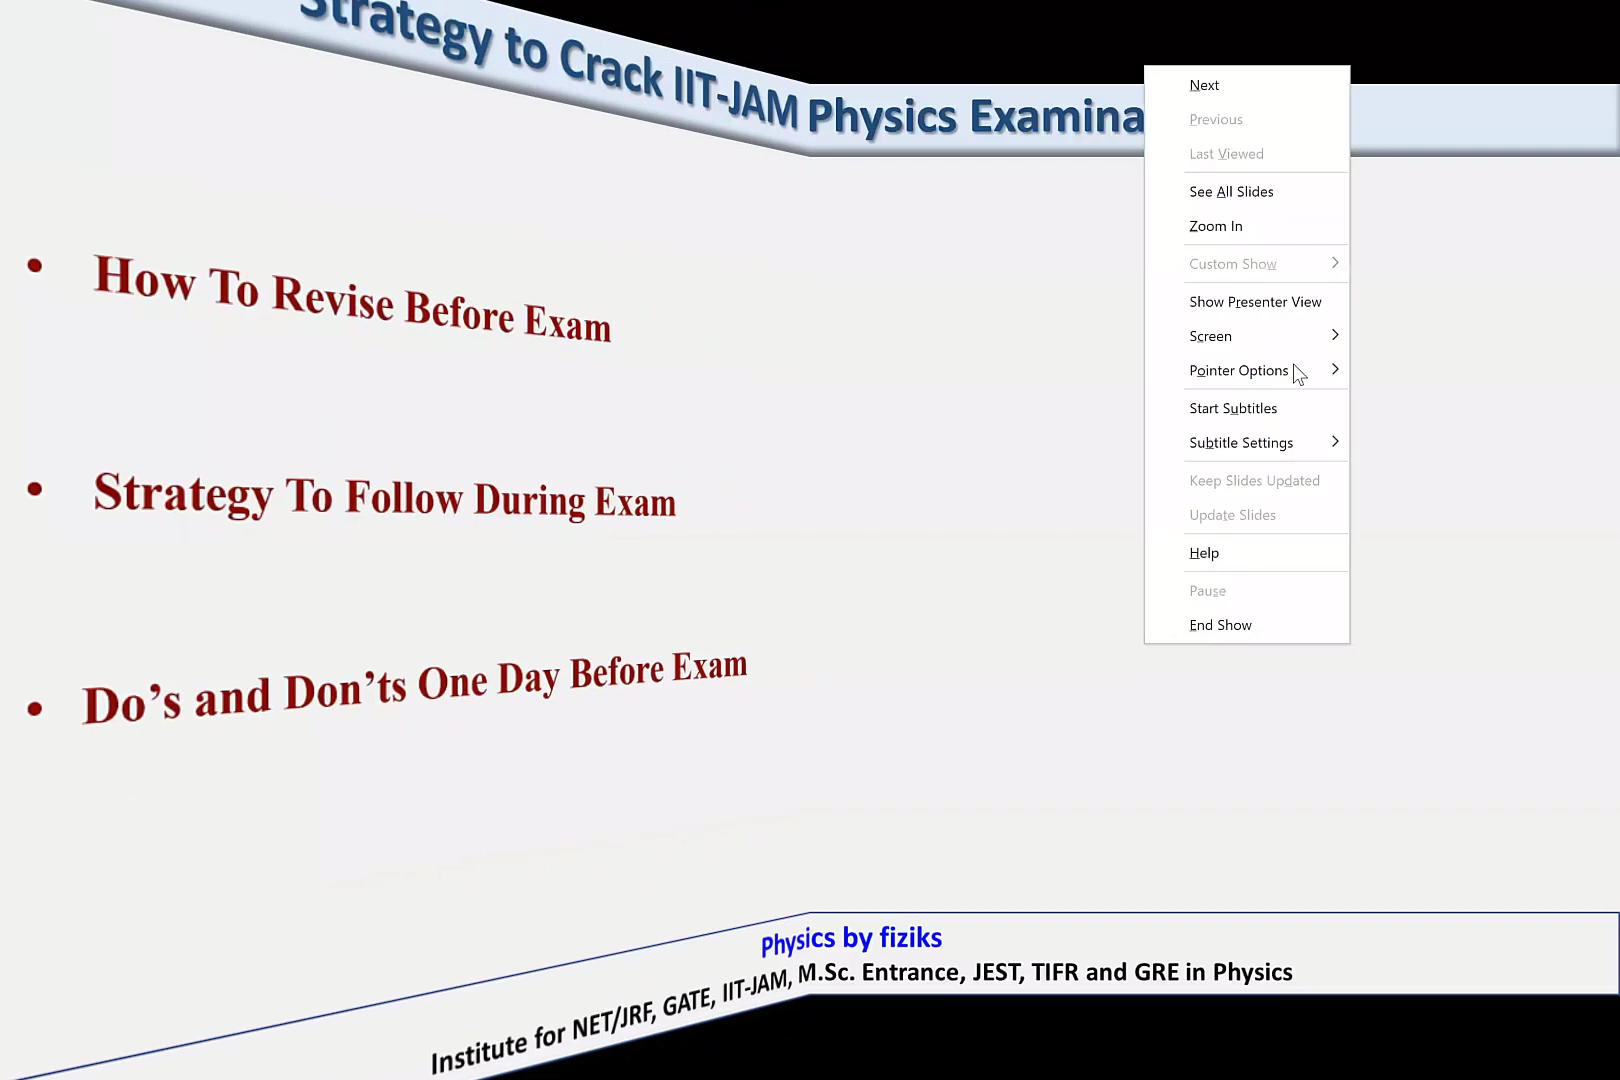 Strategy to Crack IIT-JAM Physics Examina
• How To Revise Before Exam
• Strategy To Follow During Exam
• Do’s and Don’ts One Day Before Exam
Next
Previous
Last Viewed
See All Slides
Zoom In
Custom Show
Show Presenter View
Screen
Pointer Options
Start Subtitles
Subtitle Settings
Keep Slides Updated
Update Slides
Help
Pause
End Show
Physics by fiziks
Institute for NET/JRF, GATE, IIT-JAM, M.Sc. Entrance, JEST, TIFR and GRE in Physics